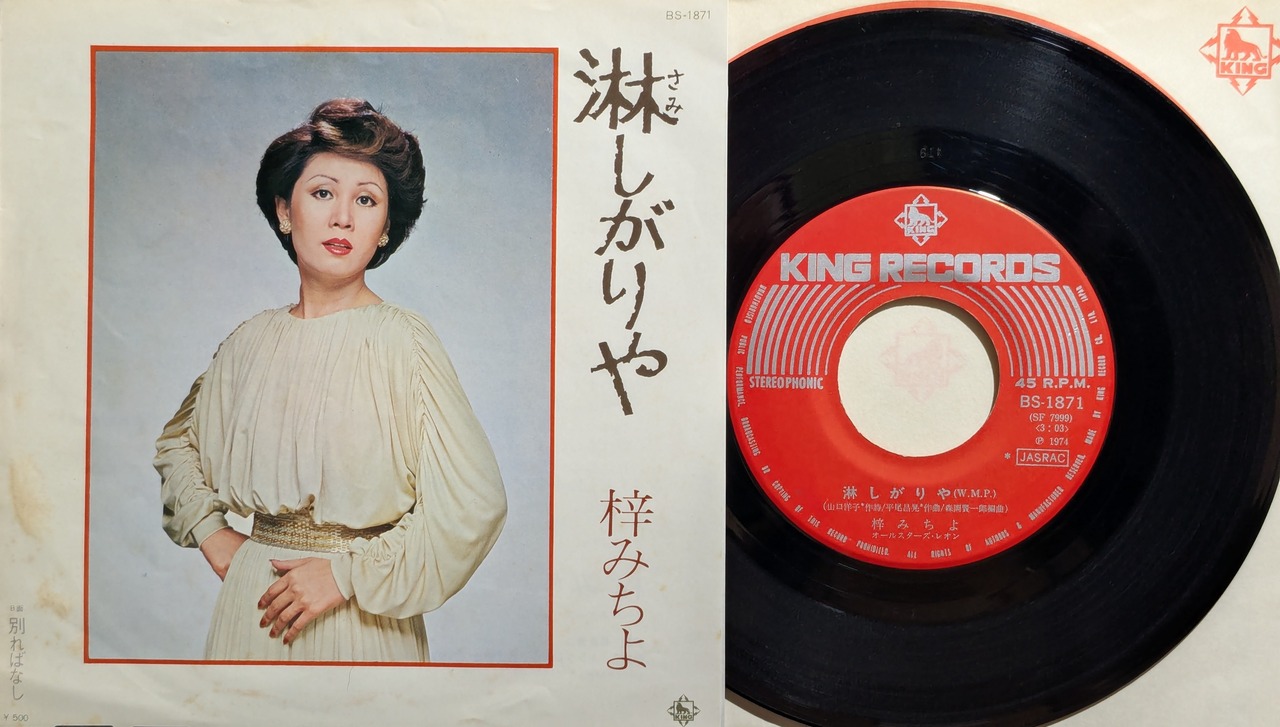 BS-1871
淋しがりや
さみ
梓みちよ
B面
別ればなし
¥500
KING
KING
KING
KING RECORDS
STEREOPHONIC
45 R.P.M.
BS-1871
(SF 7999)
<3:03>
Ⓟ 1974
* JASRAC
淋しがりや (W.M.P.)
(山口洋子*作詩/平尾昌晃*作曲/森岡賢一郎編曲)
梓みちよ
オールスターズ・レオン